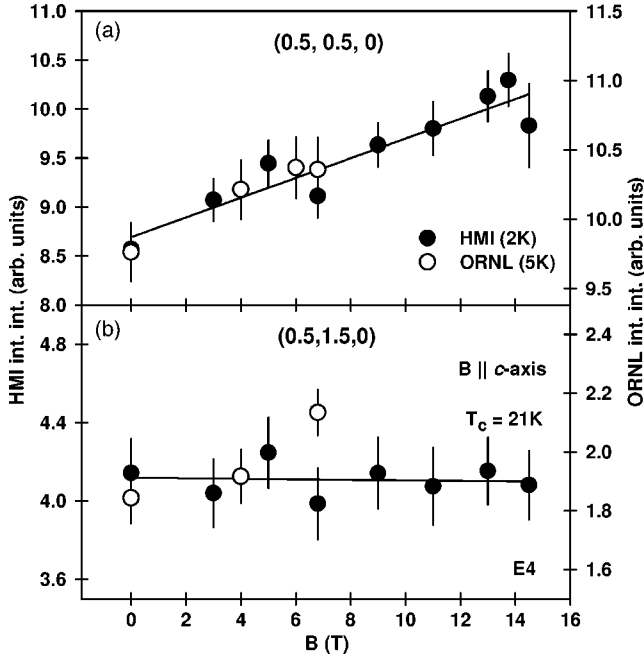 (a)
(0.5, 0.5, 0)
11.0
10.5
10.0
9.5
9.0
8.5
8.0
HMI int. int. (arb. units)
11.5
11.0
10.5
10.0
9.5
ORNL int. int. (arb. units)
HMI (2K)
ORNL (5K)
(b)
(0.5,1.5,0)
4.8
4.4
4.0
3.6
2.4
2.2
2.0
1.8
1.6
B || c-axis
Tc = 21K
E4
0 2 4 6 8 10 12 14 16
B (T)